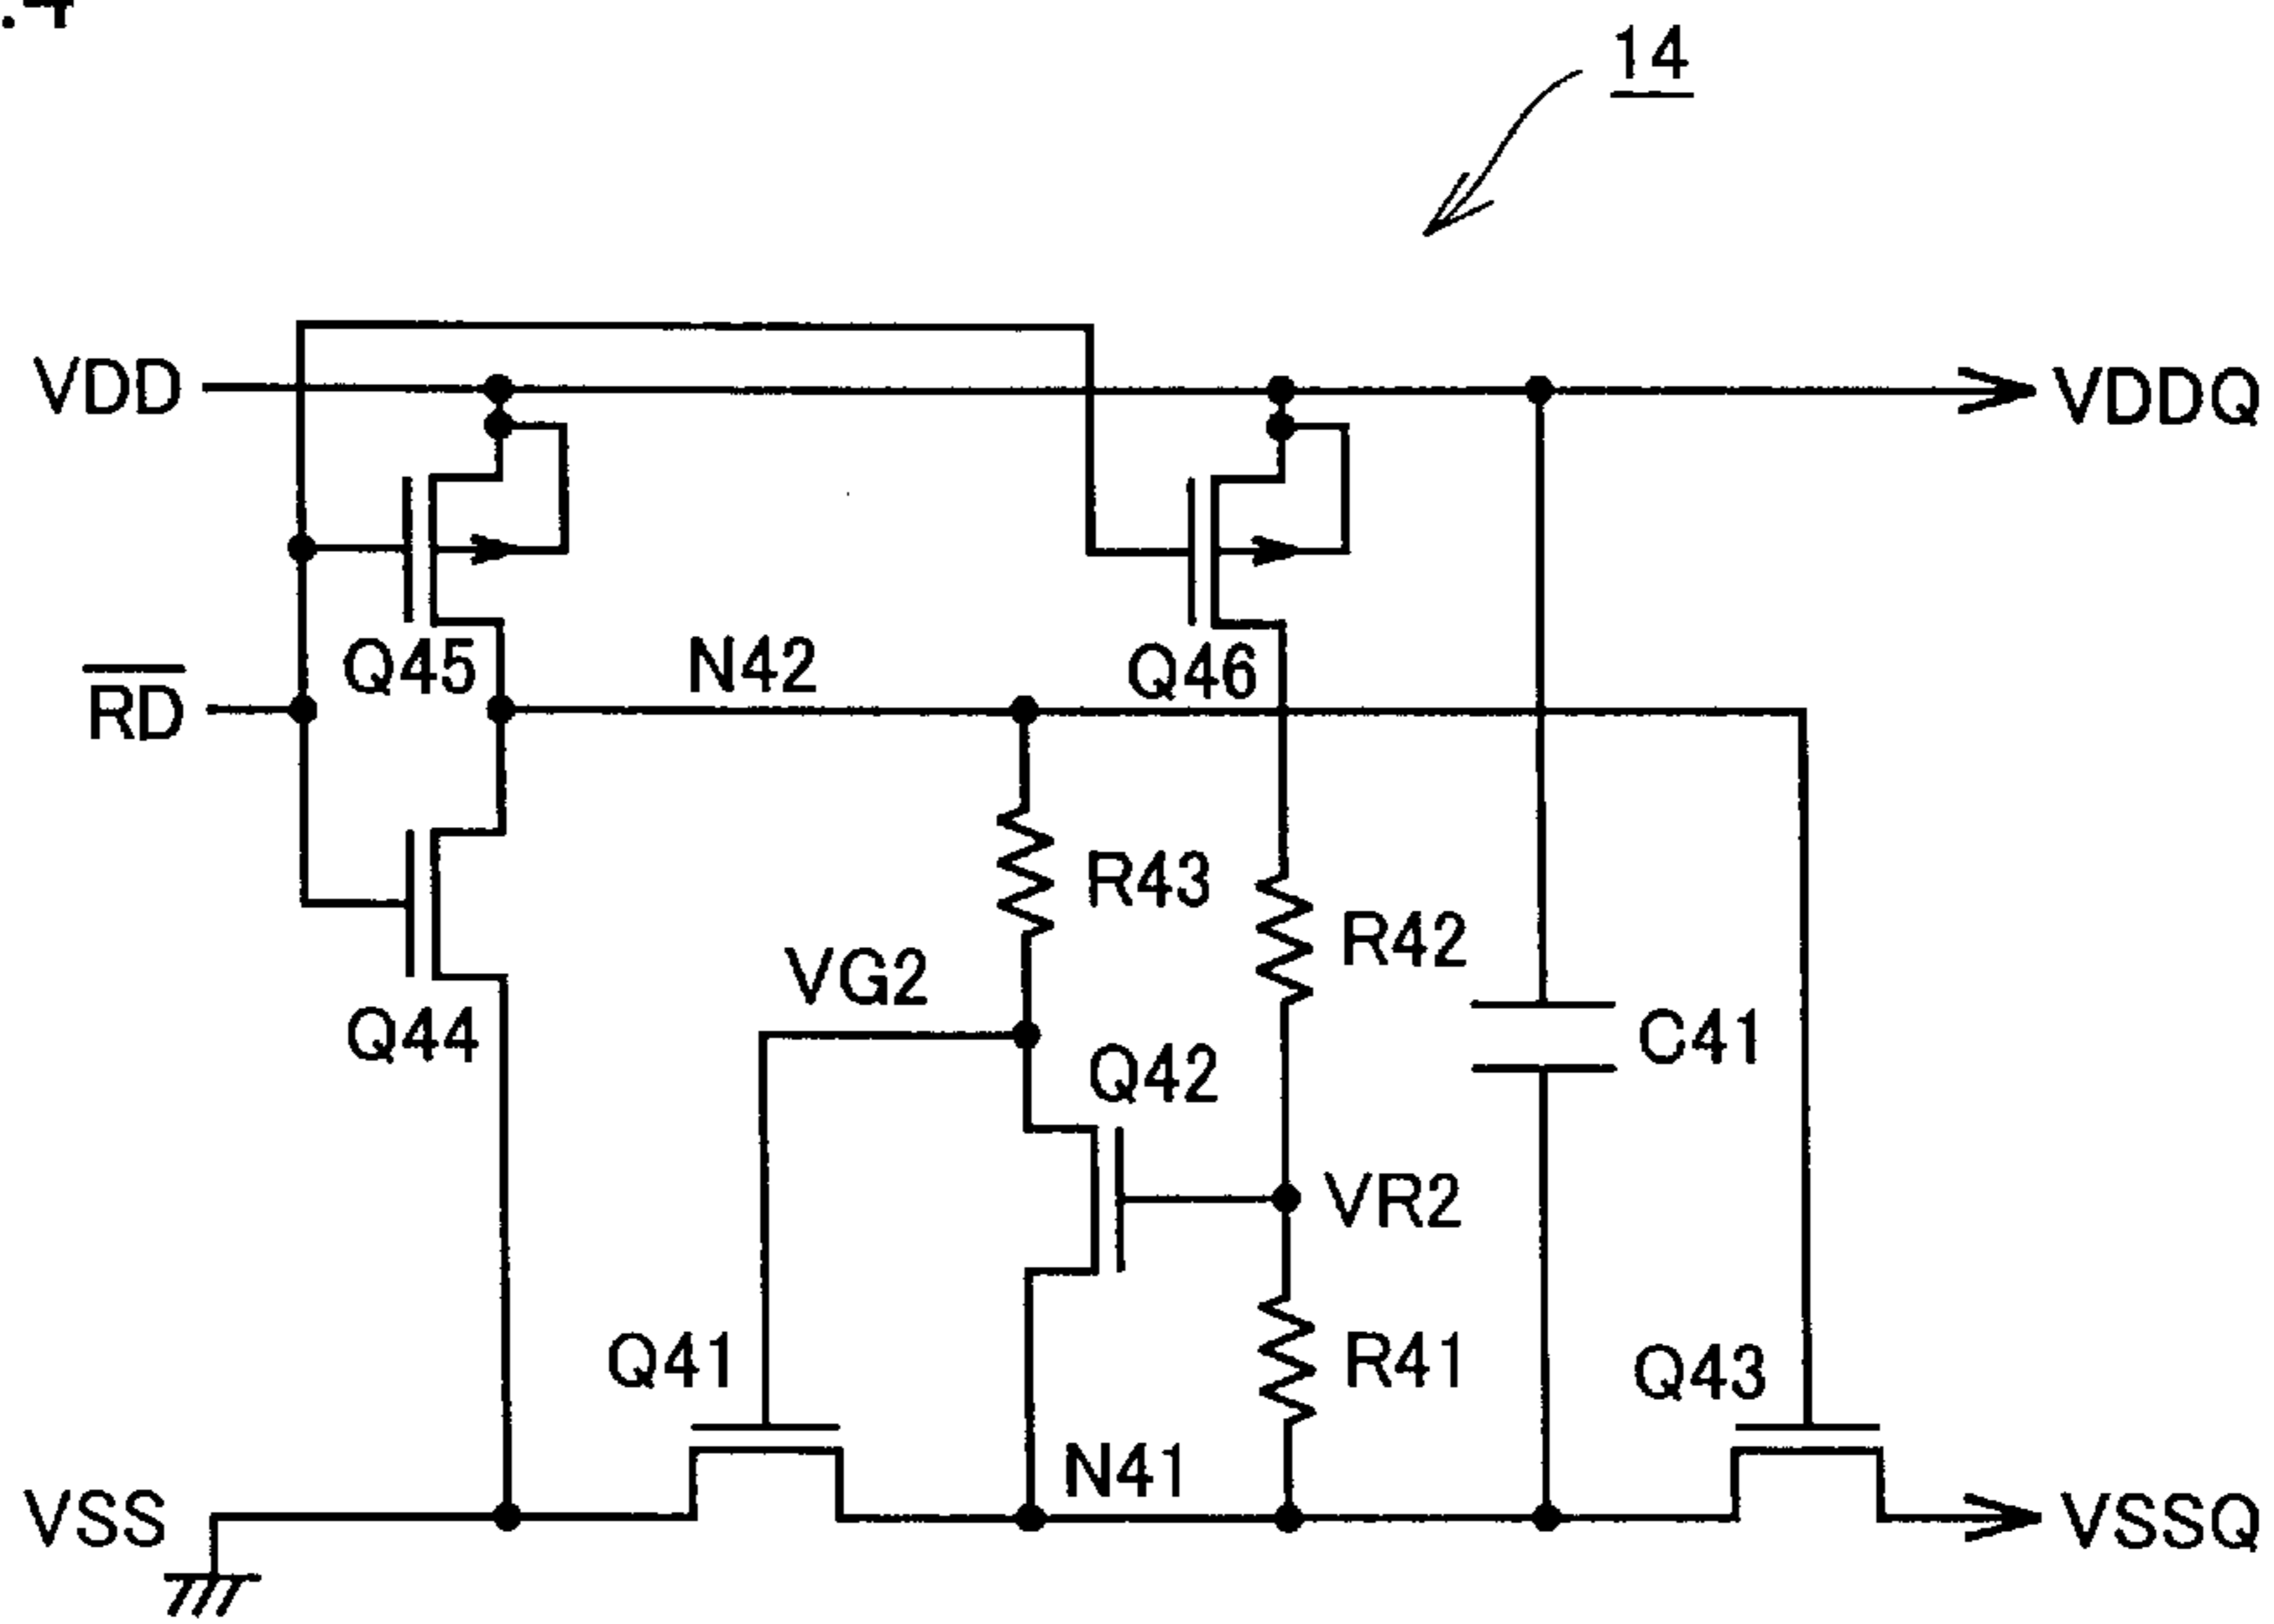 14
VDD
VDDQ
Q45
N42
Q46
R̅D̅
R43
R42
VG2
Q44
Q42
C41
VR2
Q41
R41
Q43
N41
VSS
VSSQ